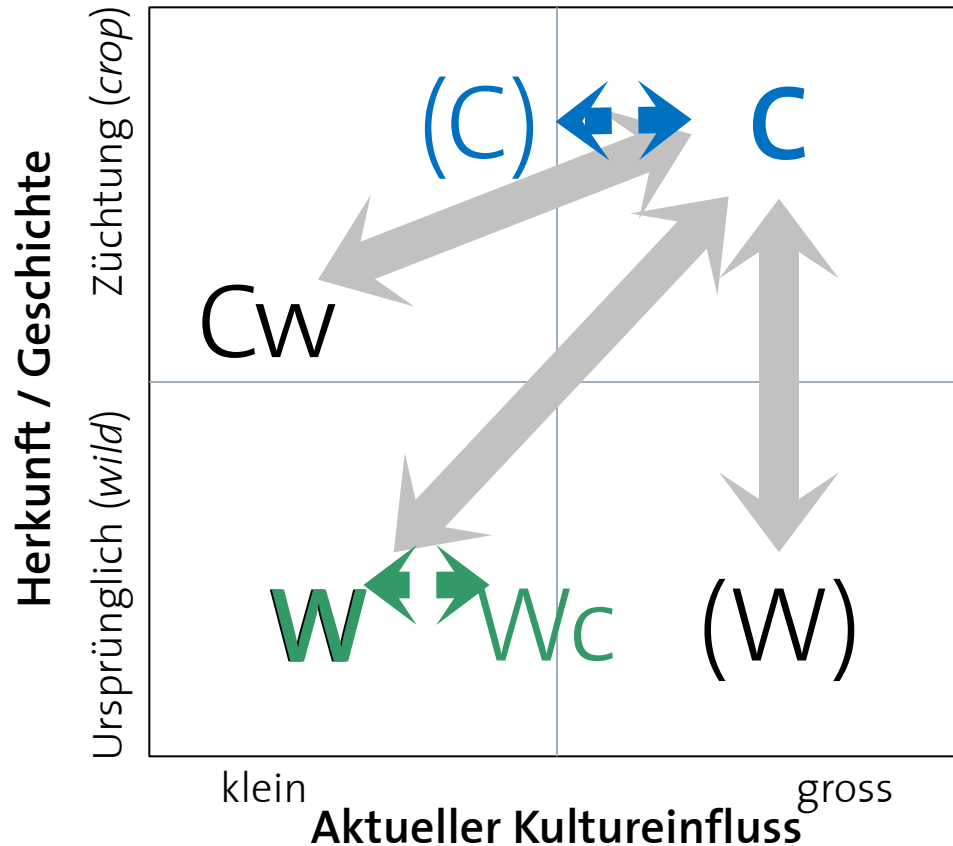 Herkunft / Geschichte
Züchtung (crop)
Ursprünglich (wild)
(C) C
Cw
W Wc (W)
klein gross
Aktueller Kultureinfluss